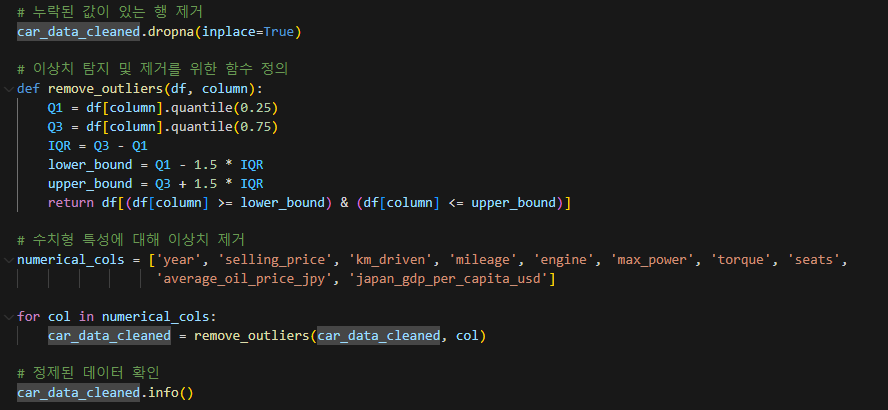 # 누락된 값이 있는 행 제거
car_data_cleaned.dropna(inplace=True)
# 이상치 탐지 및 제거를 위한 함수 정의
def remove_outliers(df, column):
Q1 = df[column].quantile(0.25)
Q3 = df[column].quantile(0.75)
IQR = Q3 - Q1
lower_bound = Q1 - 1.5 * IQR
upper_bound = Q3 + 1.5 * IQR
return df[(df[column] >= lower_bound) & (df[column] <= upper_bound)]
# 수치형 특성에 대해 이상치 제거
numerical_cols = ['year', 'selling_price', 'km_driven', 'mileage', 'engine', 'max_power', 'torque', 'seats',
'average_oil_price_jpy', 'japan_gdp_per_capita_usd']
for col in numerical_cols:
car_data_cleaned = remove_outliers(car_data_cleaned, col)
# 정제된 데이터 확인
car_data_cleaned.info()